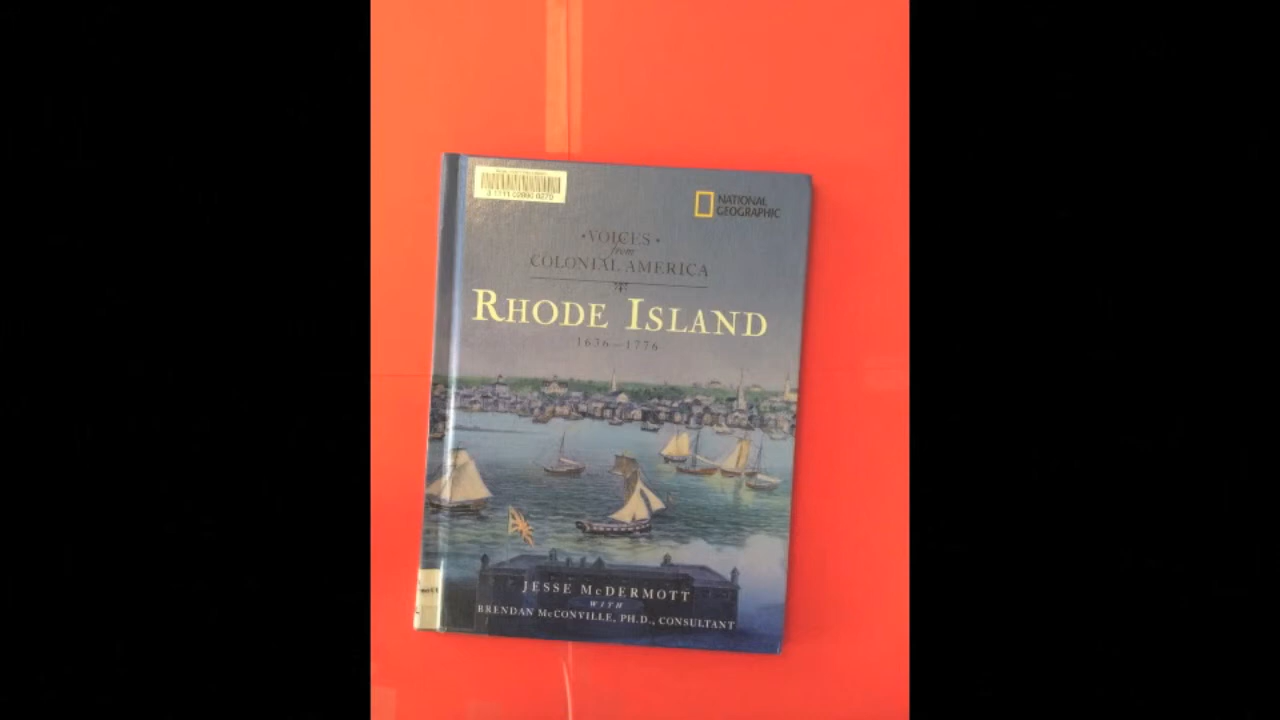 NATIONAL
GEOGRAPHIC
• VOICES •
from
COLONIAL AMERICA
RHODE ISLAND
1636–1776
JESSE McDERMOTT
WITH
BRENDAN McCONVILLE, PH.D., CONSULTANT